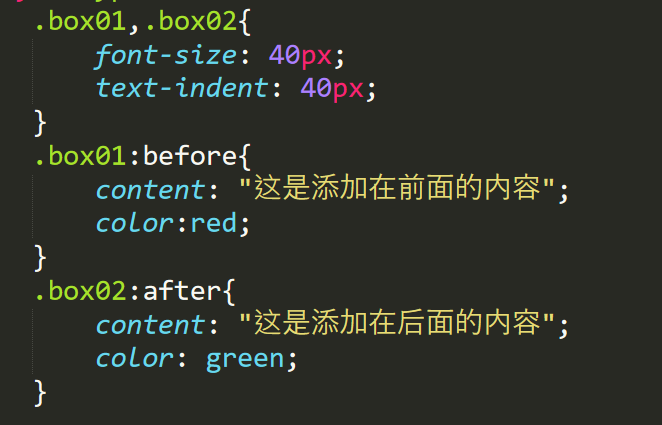 .box01,.box02{
font-size: 40px;
text-indent: 40px;
}
.box01:before{
content: "这是添加在前面的内容";
color:red;
}
.box02:after{
content: "这是添加在后面的内容";
color: green;
}